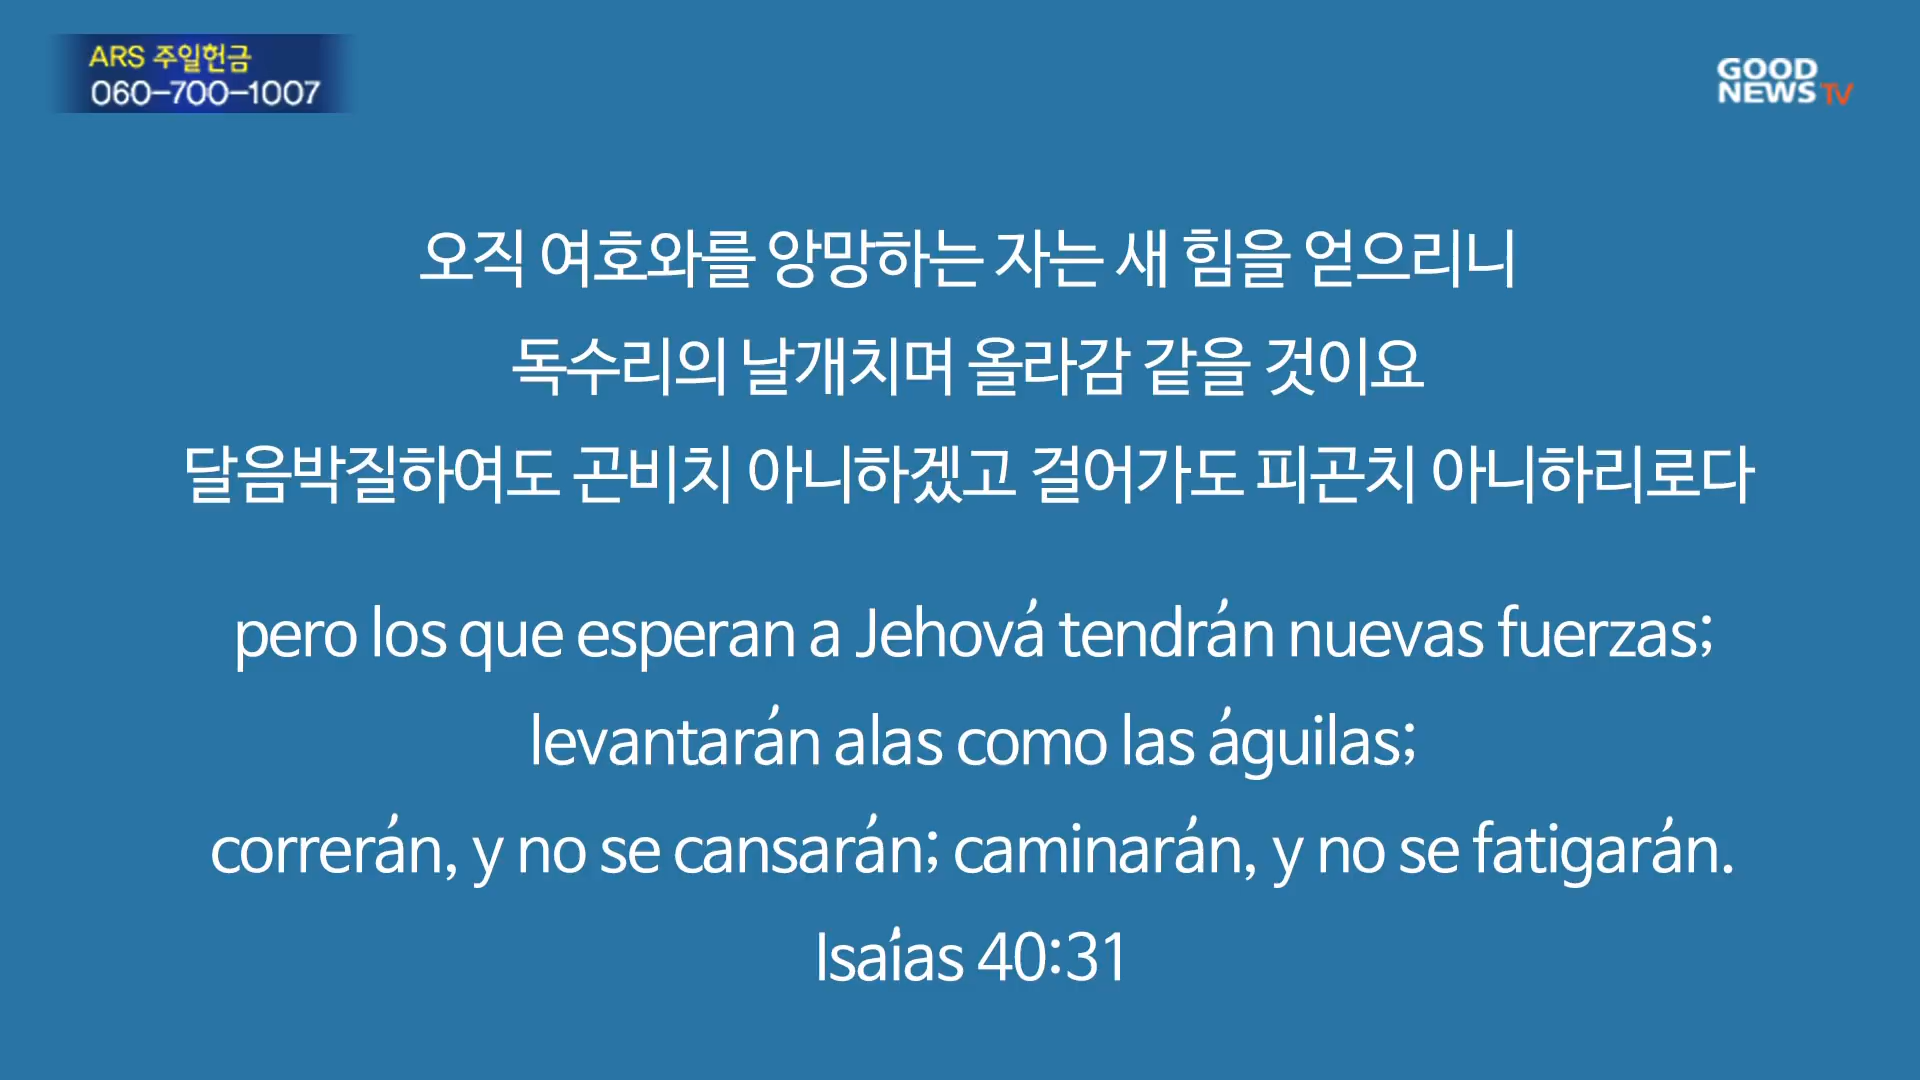 ARS 주일헌금
060-700-1007
GOOD
NEWS TV
오직 여호와를 앙망하는 자는 새 힘을 얻으리니
독수리의 날개치며 올라감 같을 것이요
달음박질하여도 곤비치 아니하겠고 걸어가도 피곤치 아니하리로다
pero los que esperan a Jehová tendrán nuevas fuerzas;
levantarán alas como las águilas;
correrán, y no se cansarán; caminarán, y no se fatigarán.
Isaías 40:31